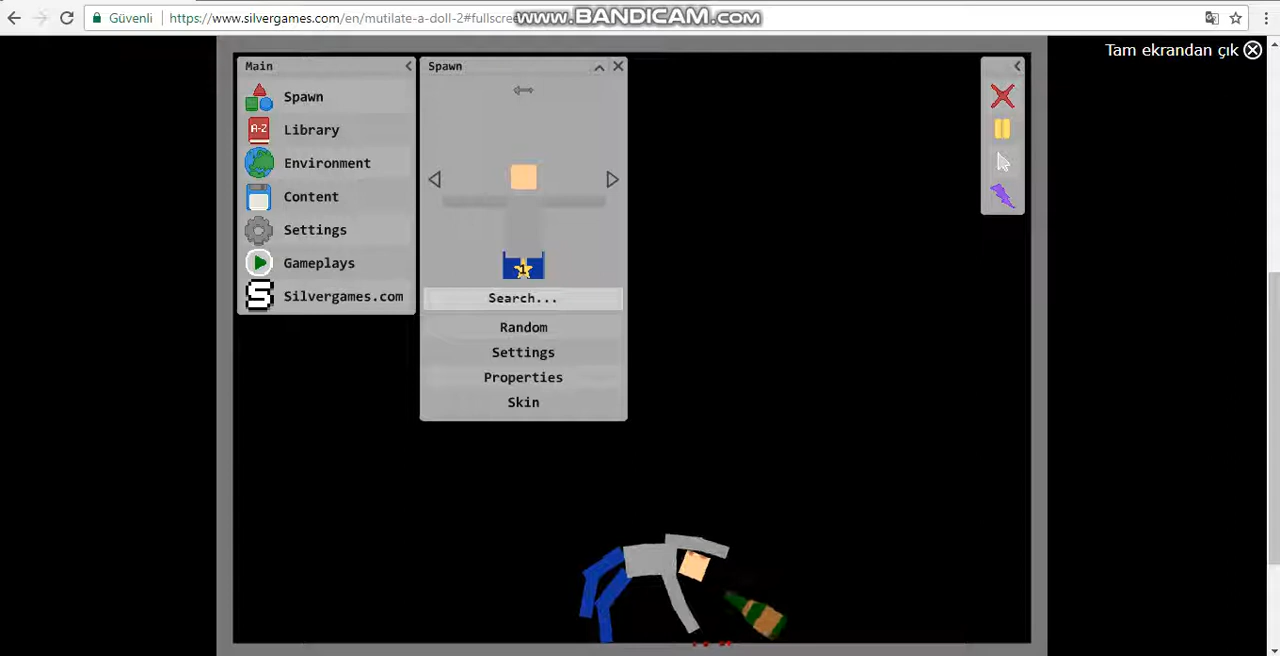 Güvenli
https://www.silvergames.com/en/mutilate-a-doll-2#fullscre
www.BANDICAM.com
Tam ekrandan çık
Main
Spawn
Spawn
A-Z
Library
Environment
Content
Settings
Gameplays
S
Silvergames.com
1
Search...
Random
Settings
Properties
Skin